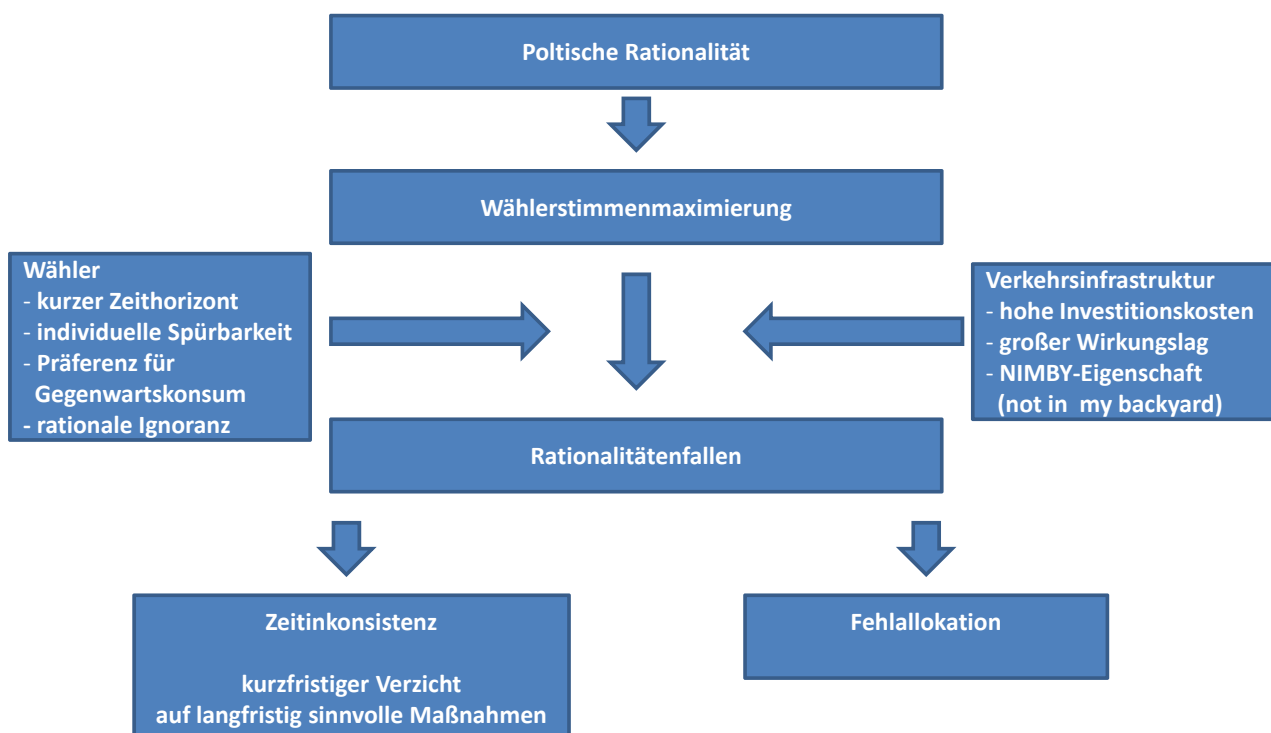 Poltische Rationalität
Wählerstimmenmaximierung
Wähler
- kurzer Zeithorizont
- individuelle Spürbarkeit
- Präferenz für
Gegenwartskonsum
- rationale Ignoranz
Verkehrsinfrastruktur
- hohe Investitionskosten
- großer Wirkungslag
- NIMBY-Eigenschaft
(not in my backyard)
Rationalitätenfallen
Zeitinkonsistenz
kurzfristiger Verzicht
auf langfristig sinnvolle Maßnahmen
Fehlallokation